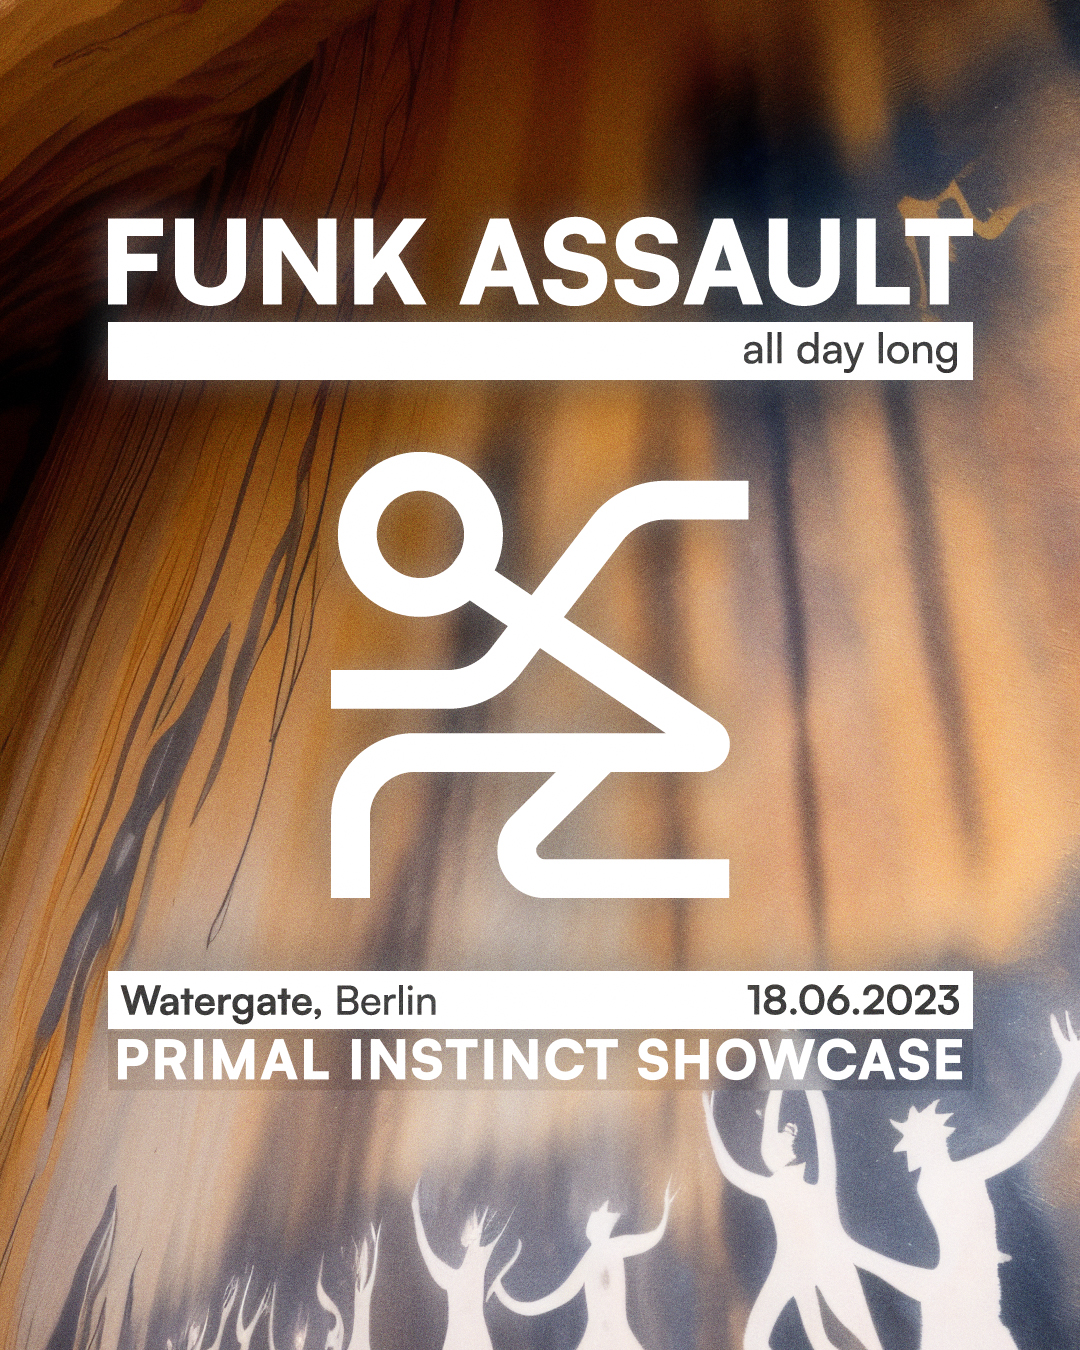 FUNK ASSAULT
all day long
Watergate, Berlin 18.06.2023
PRIMAL INSTINCT SHOWCASE